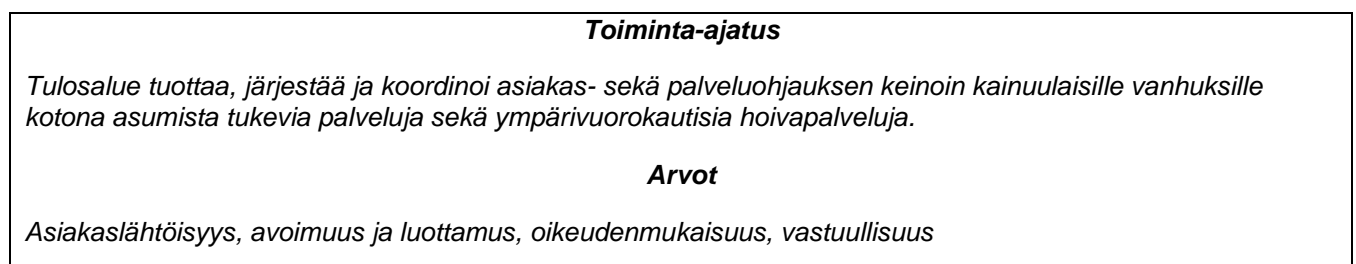 Toiminta-ajatus
Tulosalue tuottaa, järjestää ja koordinoi asiakas- sekä palveluohjauksen keinoin kainuulaisille vanhuksille
kotona asumista tukevia palveluja sekä ympärivuorokautisia hoivapalveluja.
Arvot
Asiakaslähtöisyys, avoimuus ja luottamus, oikeudenmukaisuus, vastuullisuus